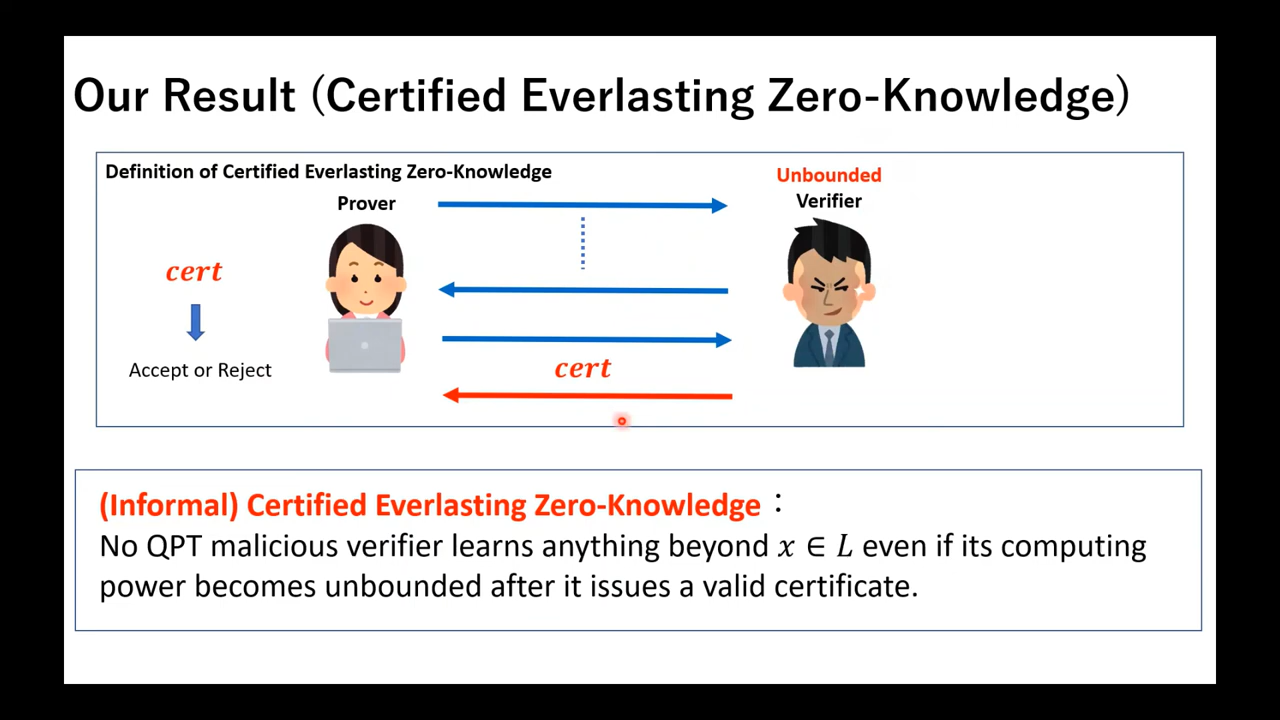 Our Result (Certified Everlasting Zero-Knowledge)
Definition of Certified Everlasting Zero-Knowledge
Unbounded
Prover
Verifier
cert
Accept or Reject
cert
(Informal) Certified Everlasting Zero-Knowledge：
No QPT malicious verifier learns anything beyond x ∈ L even if its computing
power becomes unbounded after it issues a valid certificate.